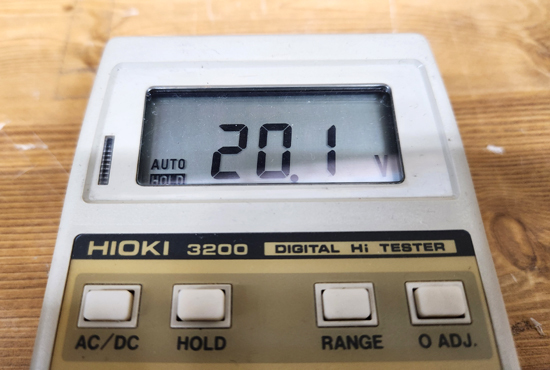 AUTO
20.1 V
HOLD
HIOKI 3200 DIGITAL Hi TESTER
AC/DC HOLD RANGE 0 ADJ.